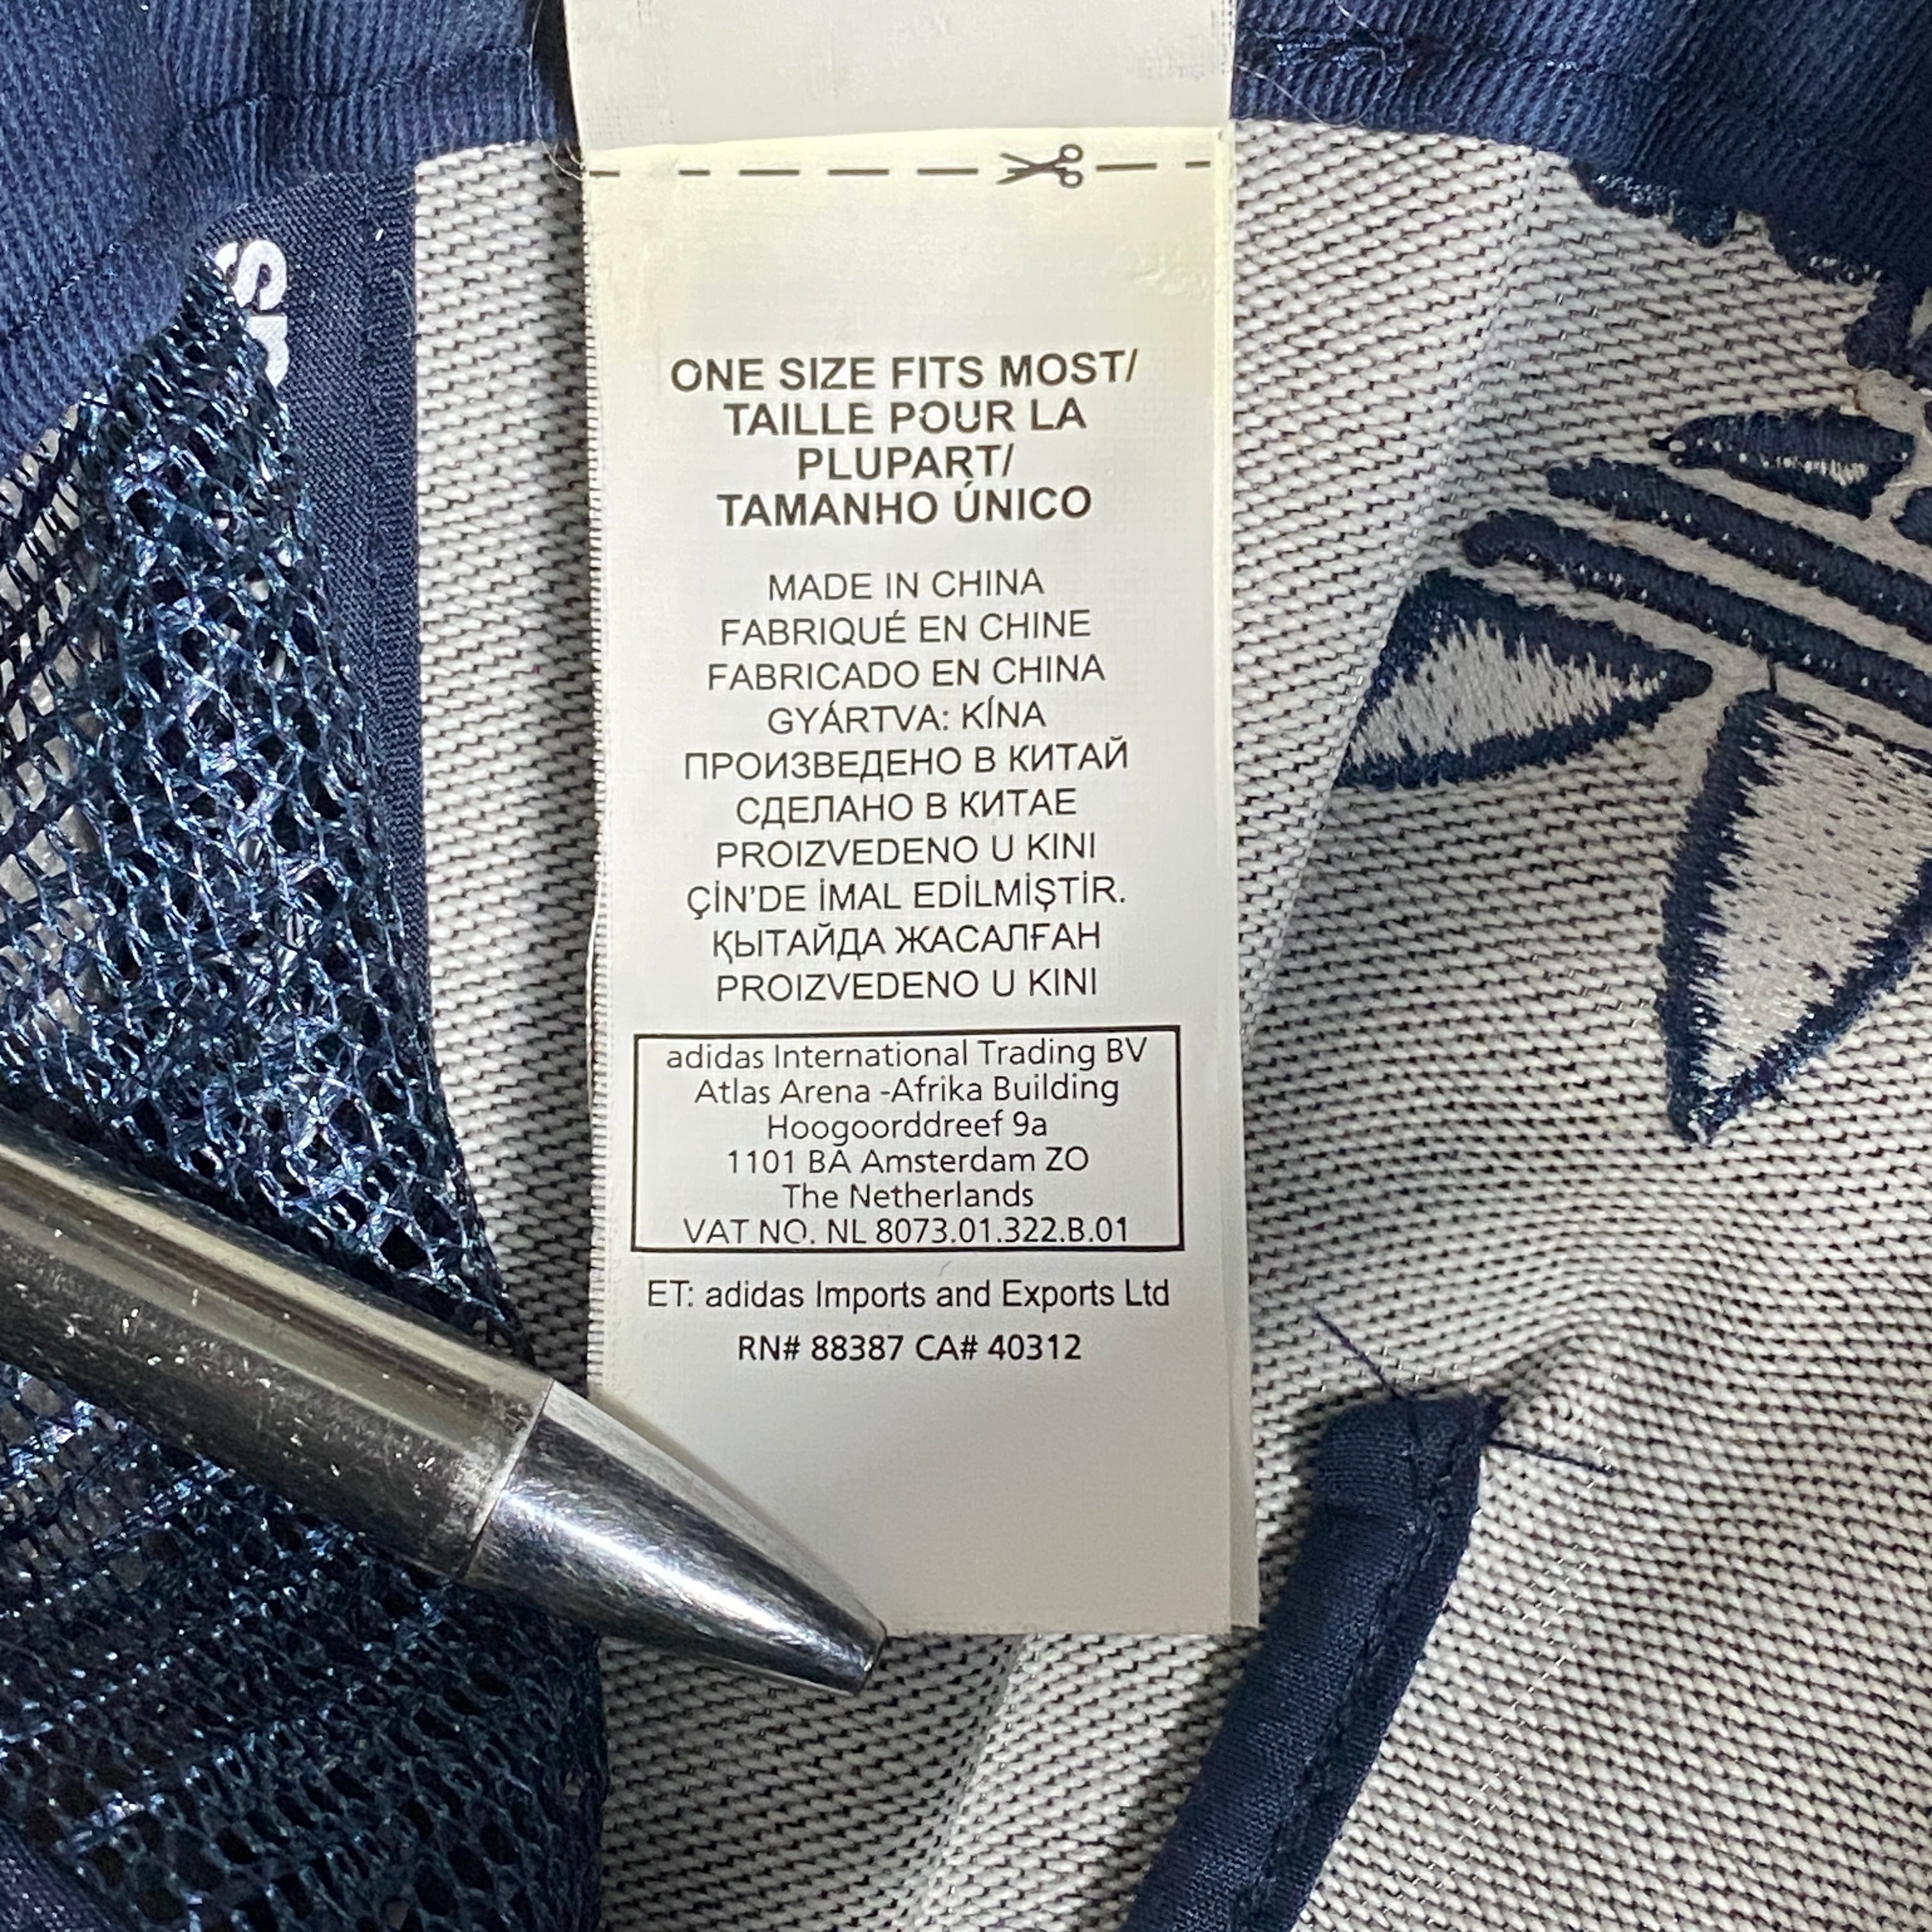 ONE SIZE FITS MOST/
TAILLE POUR LA
PLUPART/
TAMANHO ÚNICO
MADE IN CHINA
FABRIQUÉ EN CHINE
FABRICADO EN CHINA
GYÁRTVA: KÍNA
ПРОИЗВЕДЕНО В КИТАЙ
СДЕЛАНО В КИТАЕ
PROIZVEDENO U KINI
ÇİN'DE İMAL EDİLMİŞTİR.
ҚЫТАЙДА ЖАСАЛҒАН
PROIZVEDENO U KINI
adidas International Trading BV
Atlas Arena -Afrika Building
Hoogoorddreef 9a
1101 BA Amsterdam ZO
The Netherlands
VAT NO. NL 8073.01.322.B.01
ET: adidas Imports and Exports Ltd
RN# 88387 CA# 40312